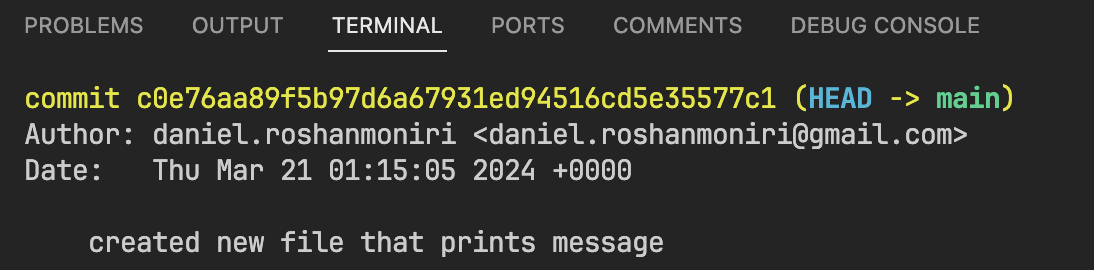 PROBLEMS OUTPUT TERMINAL PORTS COMMENTS DEBUG CONSOLE
commit c0e76aa89f5b97d6a67931ed94516cd5e35577c1 (HEAD -> main)
Author: daniel.roshanmoniri <daniel.roshanmoniri@gmail.com>
Date:   Thu Mar 21 01:15:05 2024 +0000
    created new file that prints message